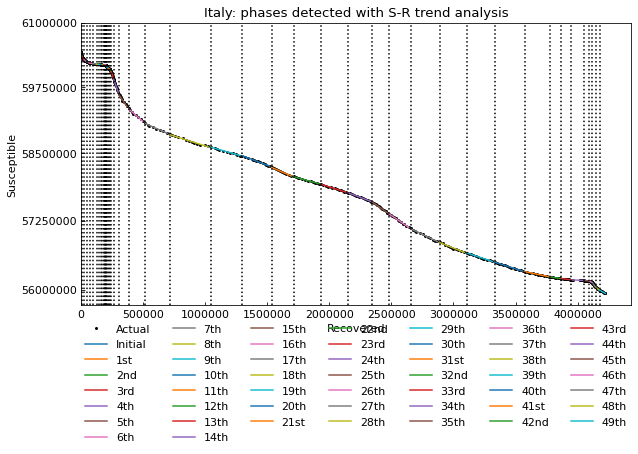 Italy: phases detected with S-R trend analysis
61000000
59750000
58500000
57250000
56000000
Susceptible
0 500000 1000000 1500000 2000000 2500000 3000000 3500000 4000000
Recovered
Actual 7th 15th 22nd 29th 36th 43rd
Initial 8th 16th 23rd 30th 37th 44th
1st 9th 17th 24th 31st 38th 45th
2nd 10th 18th 25th 32nd 39th 46th
3rd 11th 19th 26th 33rd 40th 47th
4th 12th 20th 27th 34th 41st 48th
5th 13th 21st 28th 35th 42nd 49th
6th 14th